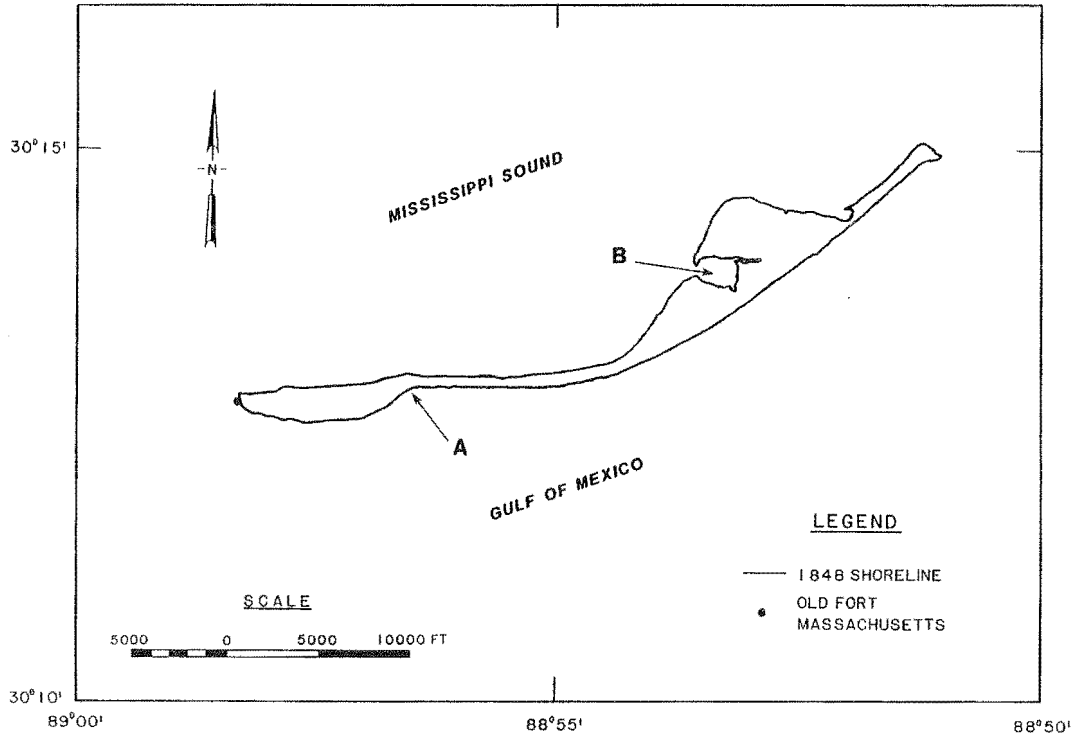 30°15'
N
MISSISSIPPI SOUND
B
A
GULF OF MEXICO
LEGEND
1848 SHORELINE
OLD FORT
MASSACHUSETTS
SCALE
5000 0 5000 10000 FT
30°10'
89°00' 88°55' 88°50'